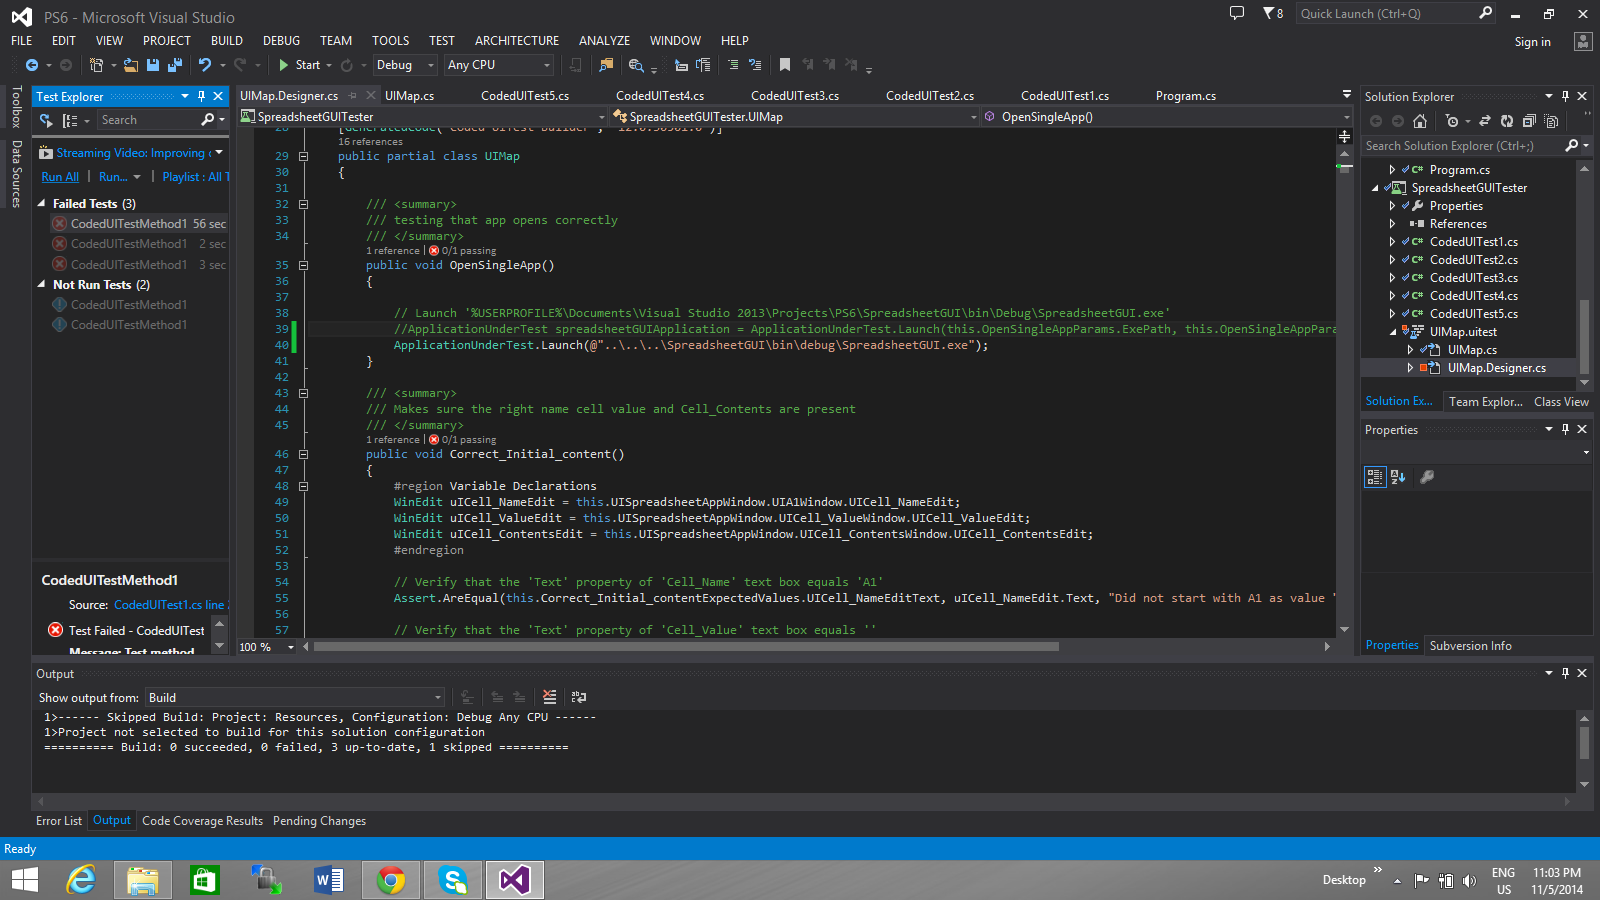 PS6 - Microsoft Visual Studio
8
Quick Launch (Ctrl+Q)
FILE EDIT VIEW PROJECT BUILD DEBUG TEAM TOOLS TEST ARCHITECTURE ANALYZE WINDOW HELP
Sign in
Start Debug Any CPU
Toolbox
Data Sources
Test Explorer
Search
Streaming Video: Improving
Run All | Run... | Playlist : All T
Failed Tests (3)
CodedUITestMethod1 56 sec
CodedUITestMethod1 2 sec
CodedUITestMethod1 3 sec
Not Run Tests (2)
CodedUITestMethod1
CodedUITestMethod1
CodedUITestMethod1
Source: CodedUITest1.cs line
Test Failed - CodedUITest
Message: Test method
UIMap.Designer.cs UIMap.cs CodedUITest5.cs CodedUITest4.cs CodedUITest3.cs CodedUITest2.cs CodedUITest1.cs Program.cs
SpreadsheetGUITester SpreadsheetGUITester.UIMap OpenSingleApp()
16 references
29 public partial class UIMap
30 {
31
32 /// <summary>
33 /// testing that app opens correctly
34 /// </summary>
1 reference | 0/1 passing
35 public void OpenSingleApp()
36 {
37
38 // Launch '%USERPROFILE%\Documents\Visual Studio 2013\Projects\PS6\SpreadsheetGUI\bin\Debug\SpreadsheetGUI.exe'
39 //ApplicationUnderTest spreadsheetGUIApplication = ApplicationUnderTest.Launch(this.OpenSingleAppParams.ExePath, this.OpenSingleAppPara
40 ApplicationUnderTest.Launch(@"..\..\..\SpreadsheetGUI\bin\debug\SpreadsheetGUI.exe");
41 }
42
43 /// <summary>
44 /// Makes sure the right name cell value and Cell_Contents are present
45 /// </summary>
1 reference | 0/1 passing
46 public void Correct_Initial_content()
47 {
48 #region Variable Declarations
49 WinEdit uICell_NameEdit = this.UISpreadsheetAppWindow.UIA1Window.UICell_NameEdit;
50 WinEdit uICell_ValueEdit = this.UISpreadsheetAppWindow.UICell_ValueWindow.UICell_ValueEdit;
51 WinEdit uICell_ContentsEdit = this.UISpreadsheetAppWindow.UICell_ContentsWindow.UICell_ContentsEdit;
52 #endregion
53
54 // Verify that the 'Text' property of 'Cell_Name' text box equals 'A1'
55 Assert.AreEqual(this.Correct_Initial_contentExpectedValues.UICell_NameEditText, uICell_NameEdit.Text, "Did not start with A1 as value "
56
57 // Verify that the 'Text' property of 'Cell_Value' text box equals ''
100 %
Solution Explorer
Search Solution Explorer (Ctrl+;)
C# Program.cs
SpreadsheetGUITester
Properties
References
C# CodedUITest1.cs
C# CodedUITest2.cs
C# CodedUITest3.cs
C# CodedUITest4.cs
C# CodedUITest5.cs
UIMap.uitest
UIMap.cs
UIMap.Designer.cs
Solution Ex... Team Explor... Class View
Properties
Properties Subversion Info
Output
Show output from: Build
1>------ Skipped Build: Project: Resources, Configuration: Debug Any CPU ------
1>Project not selected to build for this solution configuration
========== Build: 0 succeeded, 0 failed, 3 up-to-date, 1 skipped ==========
Error List Output Code Coverage Results Pending Changes
Ready
Desktop
ENG
US
11:03 PM
11/5/2014